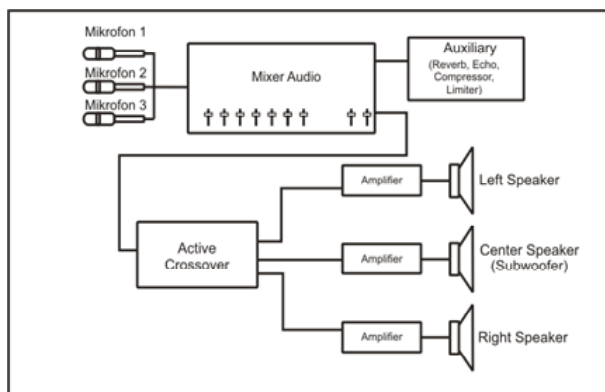 Mikrofon 1
Mikrofon 2
Mikrofon 3
Mixer Audio
Auxiliary
(Reverb, Echo,
Compressor,
Limiter)
Active
Crossover
Amplifier
Left Speaker
Amplifier
Center Speaker
(Subwoofer)
Amplifier
Right Speaker